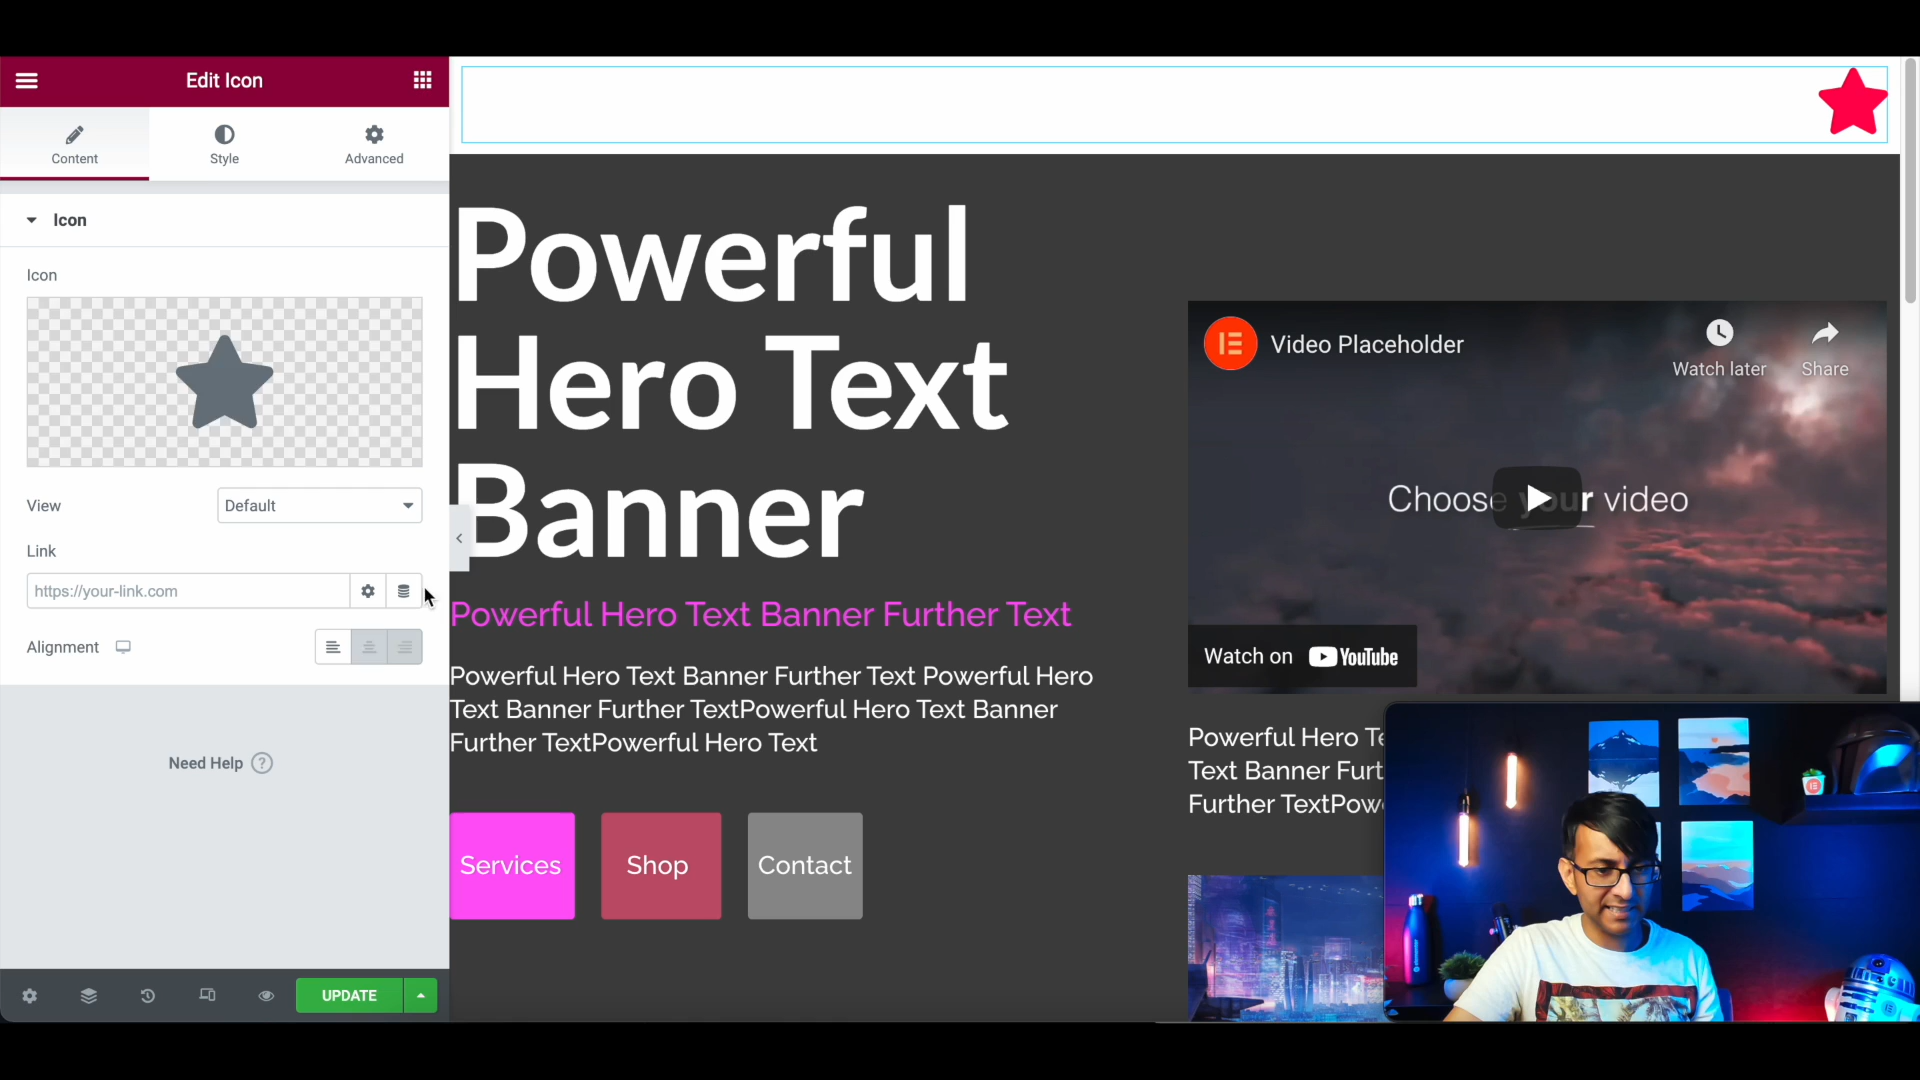 Edit Icon
Content
Style
Advanced
Icon
Icon
View
Default
Link
https://your-link.com
Alignment
Need Help ?
UPDATE
Powerful
Hero Text
Banner
Powerful Hero Text Banner Further Text
Powerful Hero Text Banner Further Text Powerful Hero
Text Banner Further TextPowerful Hero Text Banner
Further TextPowerful Hero Text
Services
Shop
Contact
Video Placeholder
Watch later
Share
Choose your video
Watch on YouTube
Powerful Hero Te
Text Banner Furt
Further TextPow